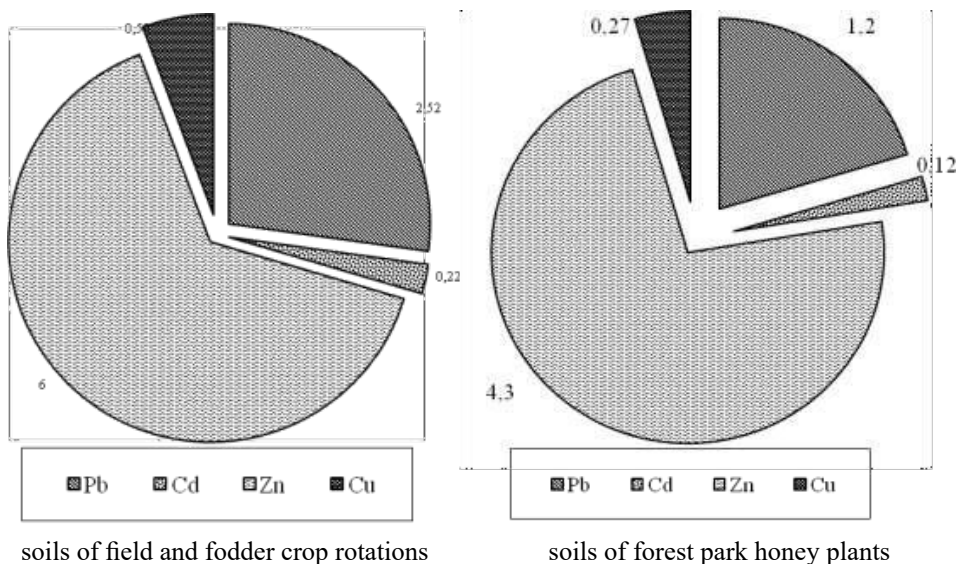 0,5
2,52
0,22
6
Pb Cd Zn Cu
soils of field and fodder crop rotations
0,27
1,2
0,12
4,3
Pb Cd Zn Cu
soils of forest park honey plants